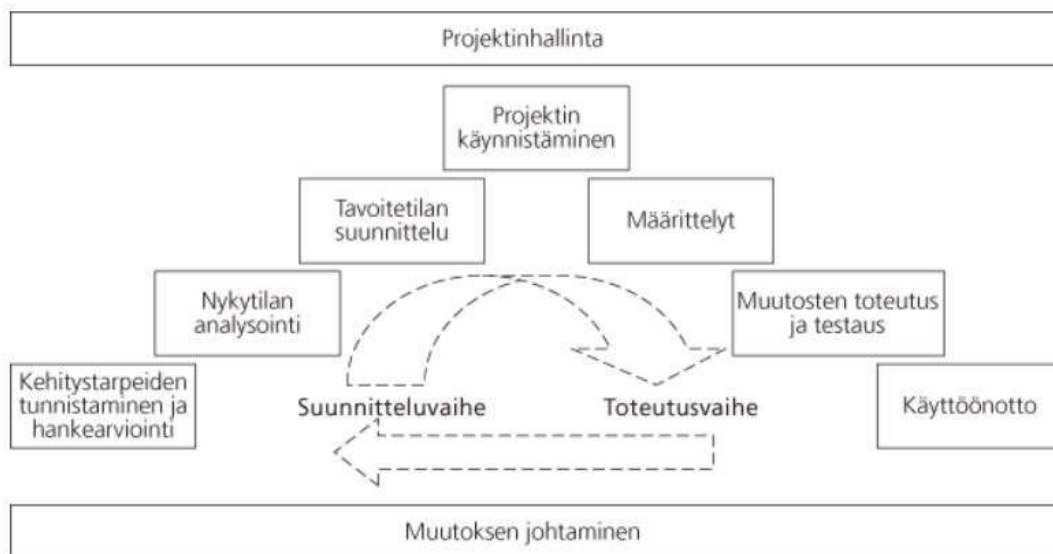 Projektinhallinta
Projektin
käynnistäminen
Tavoitetilan
suunnittelu
Määrittelyt
Nykytilan
analysointi
Muutosten toteutus
ja testaus
Kehitystarpeiden
tunnistaminen ja
hankearviointi
Suunnitteluvaihe
Toteutusvaihe
Käyttöönotto
Muutoksen johtaminen